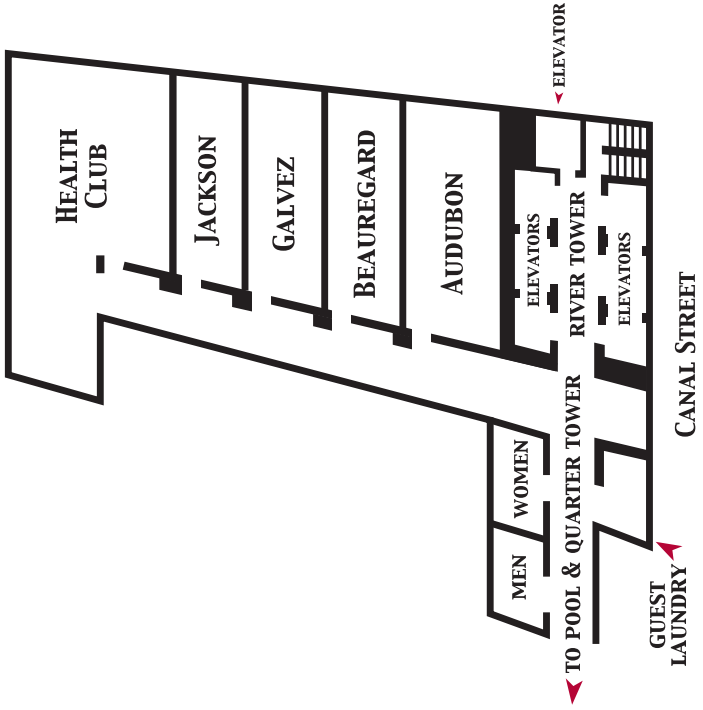 HEALTH
CLUB
JACKSON
GALVEZ
BEAUREGARD
AUDUBON
ELEVATORS
ELEVATOR
RIVER TOWER
ELEVATORS
CANAL STREET
WOMEN
MEN
TO POOL & QUARTER TOWER
GUEST
LAUNDRY